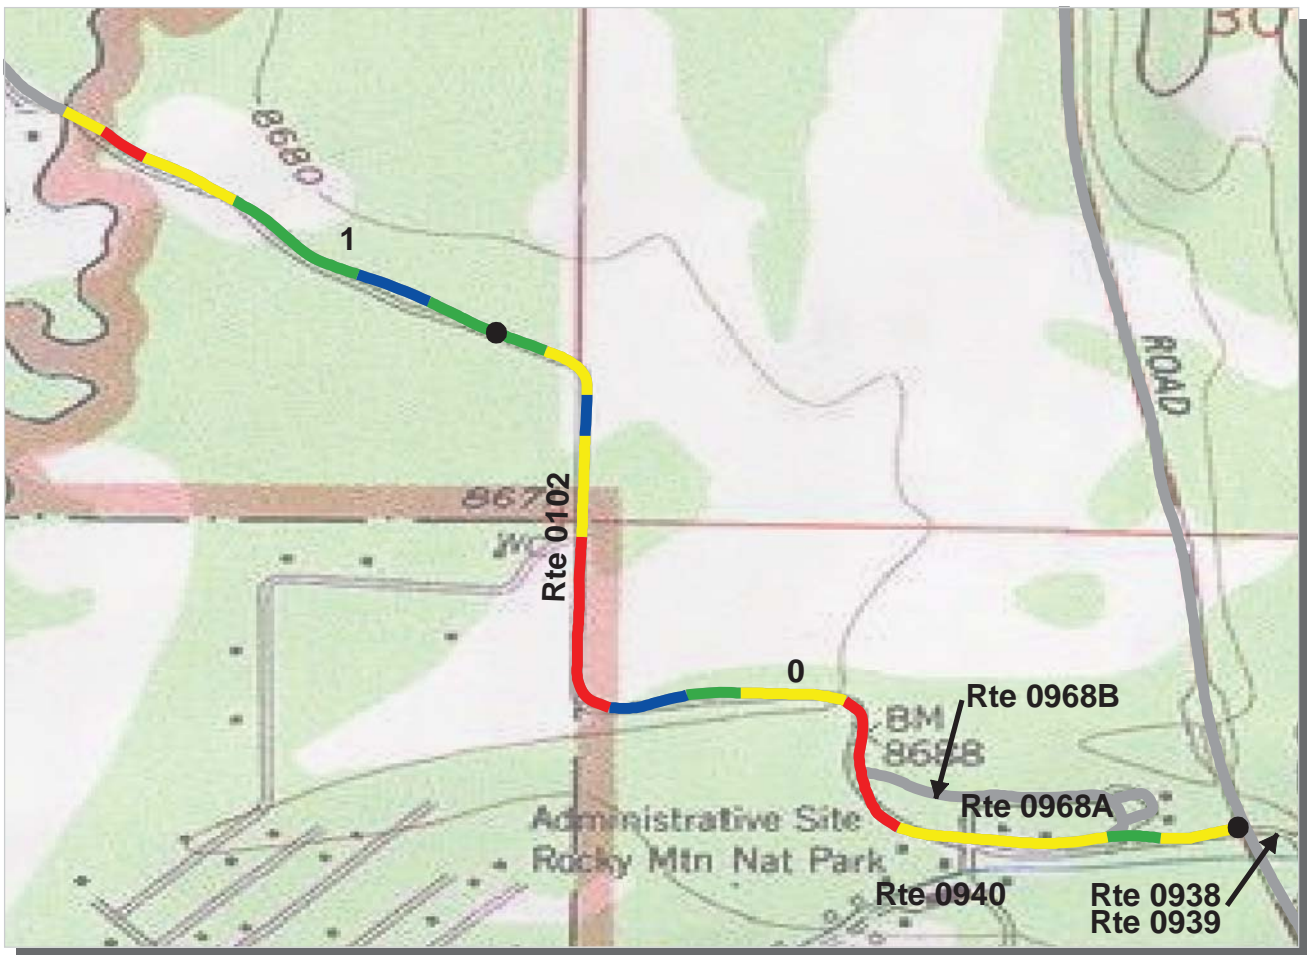 8680
1
ROAD
Rte 0102
0
Rte 0968B
BM
8688
Rte 0968A
Administrative Site
Rocky Mtn Nat Park
Rte 0940
Rte 0938
Rte 0939